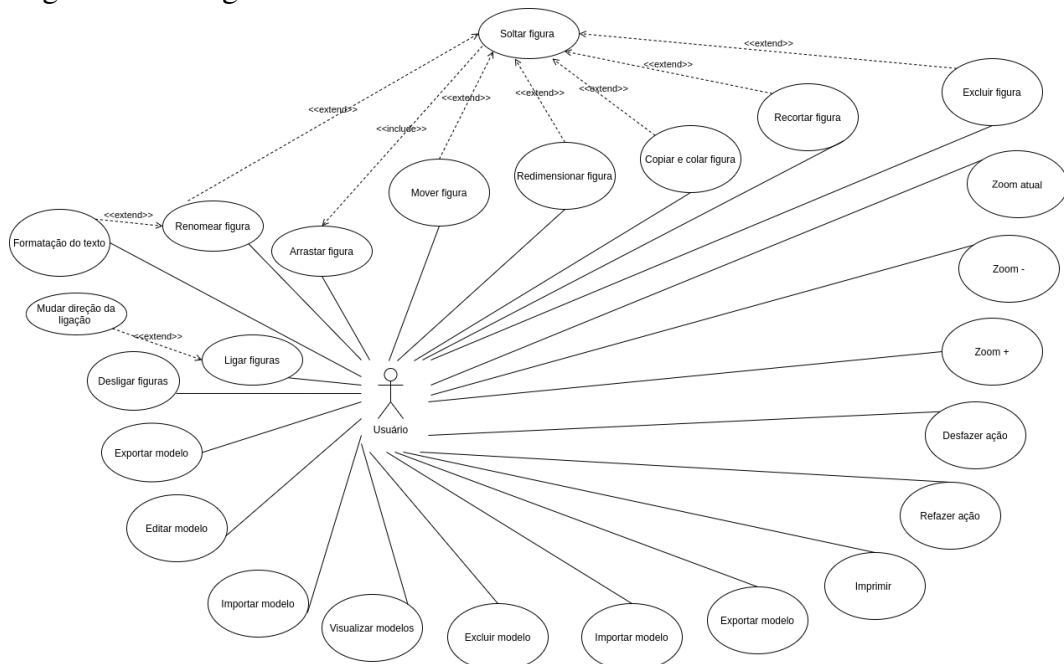 Soltar figura
<<extend>>
<<extend>>
Excluir figura
<<extend>>
<<extend>>
<<extend>>
<<extend>>
Recortar figura
<<extend>>
<<include>>
Copiar e colar figura
Redimensionar figura
Mover figura
Zoom atual
<<extend>>
Renomear figura
Formatação do texto
Arrastar figura
Zoom -
Mudar direção da
ligação
<<extend>>
Ligar figuras
Zoom +
Desligar figuras
Usuário
Desfazer ação
Exportar modelo
Refazer ação
Editar modelo
Imprimir
Importar modelo
Visualizar modelos
Excluir modelo
Importar modelo
Exportar modelo